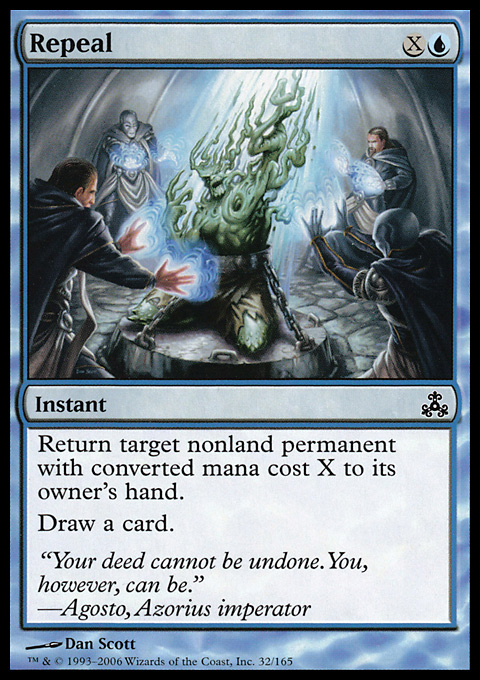 Repeal X
Instant
Return target nonland permanent
with converted mana cost X to its
owner's hand.
Draw a card.
“Your deed cannot be undone. You,
however, can be.”
—Agosto, Azorius imperator
Dan Scott
™ & © 1993–2006 Wizards of the Coast, Inc. 32/165